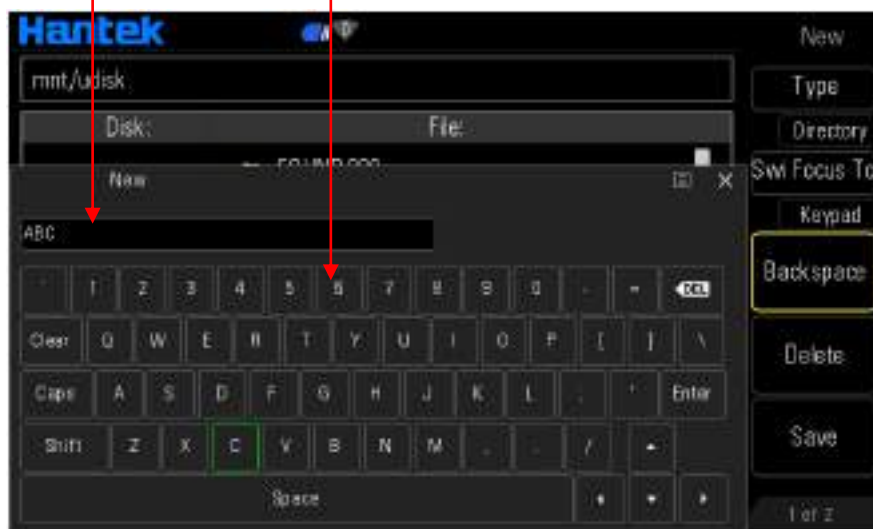 Hantek
New
mnt/udisk
Type
Disk: File:
Directory
Swi Focus To
New
Keypad
ABC
Backspace
1 2 3 4 5 6 7 8 9 0 - = DEL
Clear Q W E R T Y U I O P [ ] \
Delete
Caps A S D F G H J K L ; ' Enter
Shift Z X C V B N M , . /
Save
Space
1 of 2